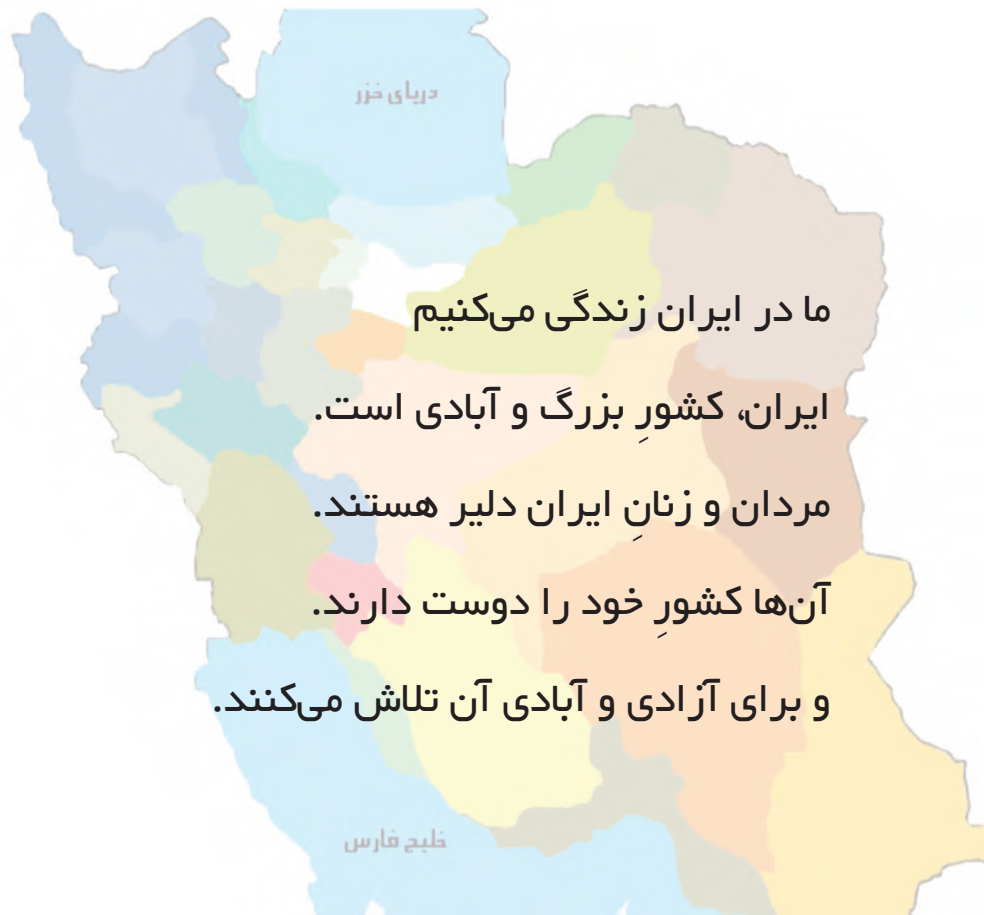 دریای خزر
ما در ایران زندگی می‌کنیم
ایران، کشورِ بزرگ و آبادی است.
مردان و زنانِ ایران دلیر هستند.
آن‌ها کشورِ خود را دوست دارند.
و برای آزادی و آبادی آن تلاش می‌کنند.
خلیج فارس